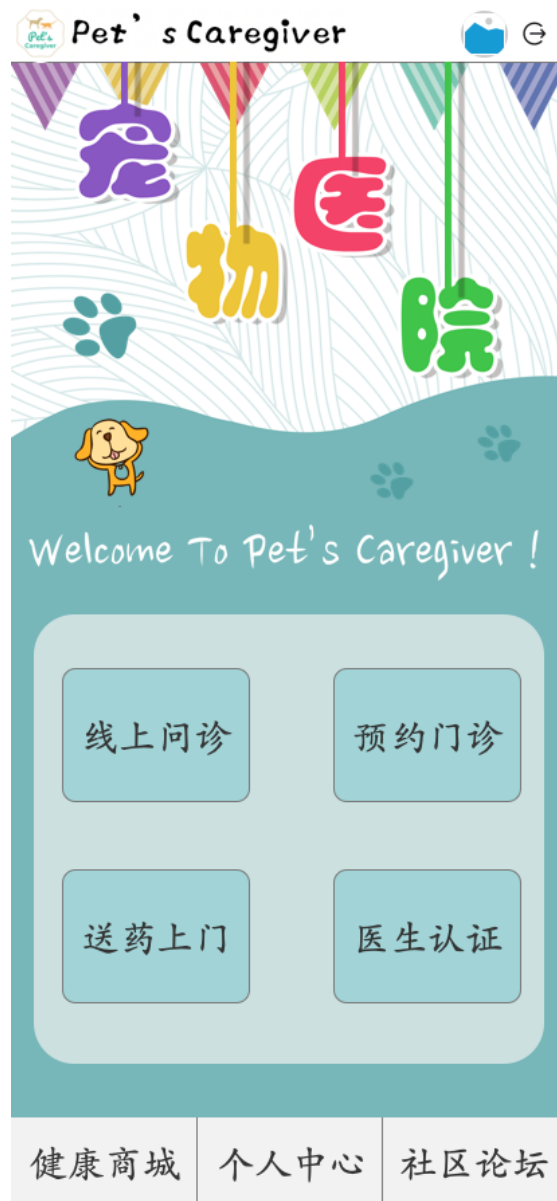 Pet's Caregiver
Pet's Caregiver
宠物医院
Welcome To Pet's Caregiver !
线上问诊 预约门诊
送药上门 医生认证
健康商城 个人中心 社区论坛